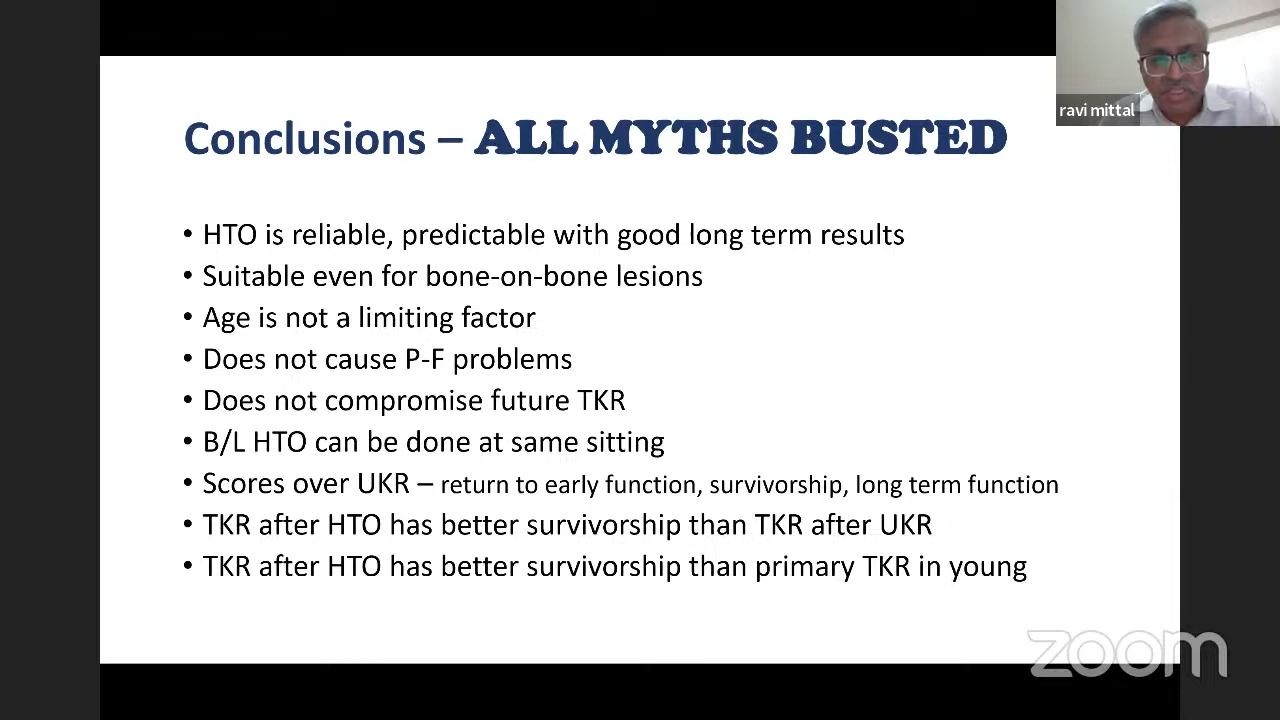 ravi mittal
Conclusions – ALL MYTHS BUSTED
• HTO is reliable, predictable with good long term results
• Suitable even for bone-on-bone lesions
• Age is not a limiting factor
• Does not cause P-F problems
• Does not compromise future TKR
• B/L HTO can be done at same sitting
• Scores over UKR – return to early function, survivorship, long term function
• TKR after HTO has better survivorship than TKR after UKR
• TKR after HTO has better survivorship than primary TKR in young
zoom